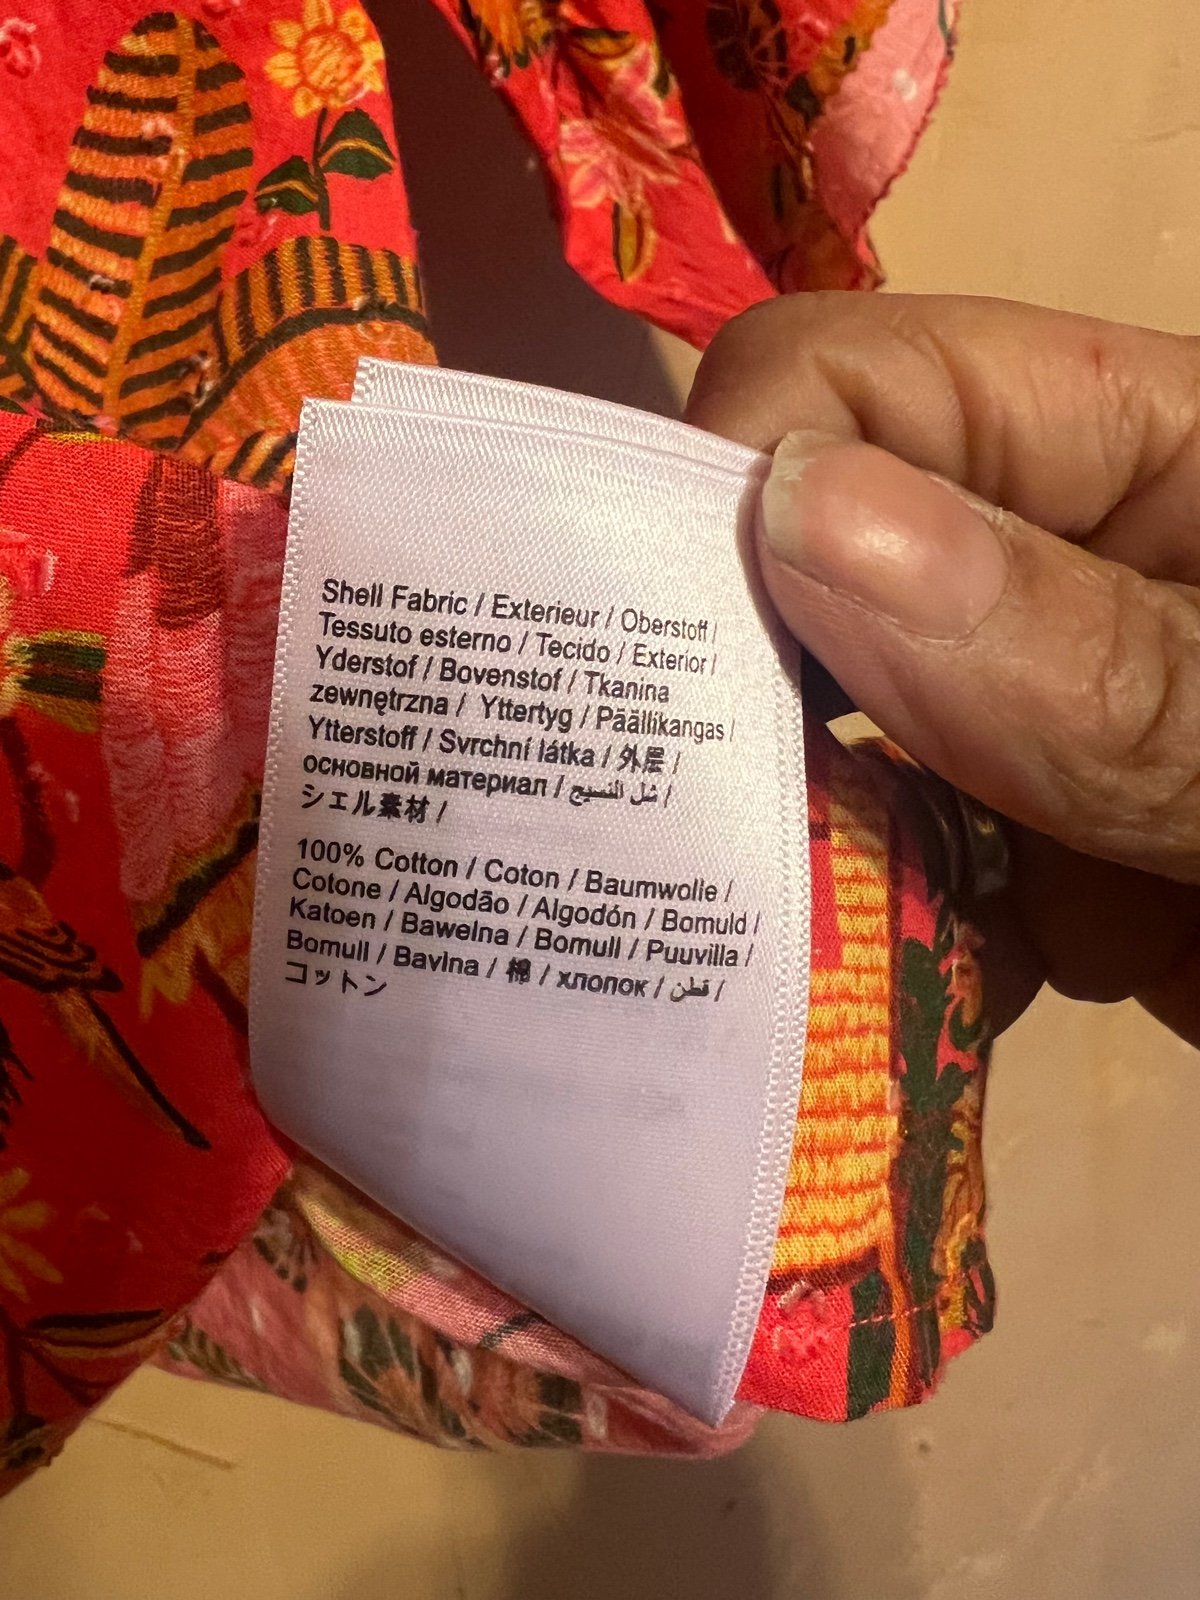 Shell Fabric / Exterieur / Oberstoff /
Tessuto esterno / Tecido / Exterior /
Yderstof / Bovenstof / Tkanina
zewnętrzna / Yttertyg / Päällikangas /
Ytterstoff / Svrchní látka / 外层 /
основной материал / شل النسيج /
シェル素材 /
100% Cotton / Coton / Baumwolle /
Cotone / Algodão / Algodón / Bomuld /
Katoen / Bawelna / Bomull / Puuvilla /
Bomull / Bavlna / 棉 / хлопок / قطن /
コットン